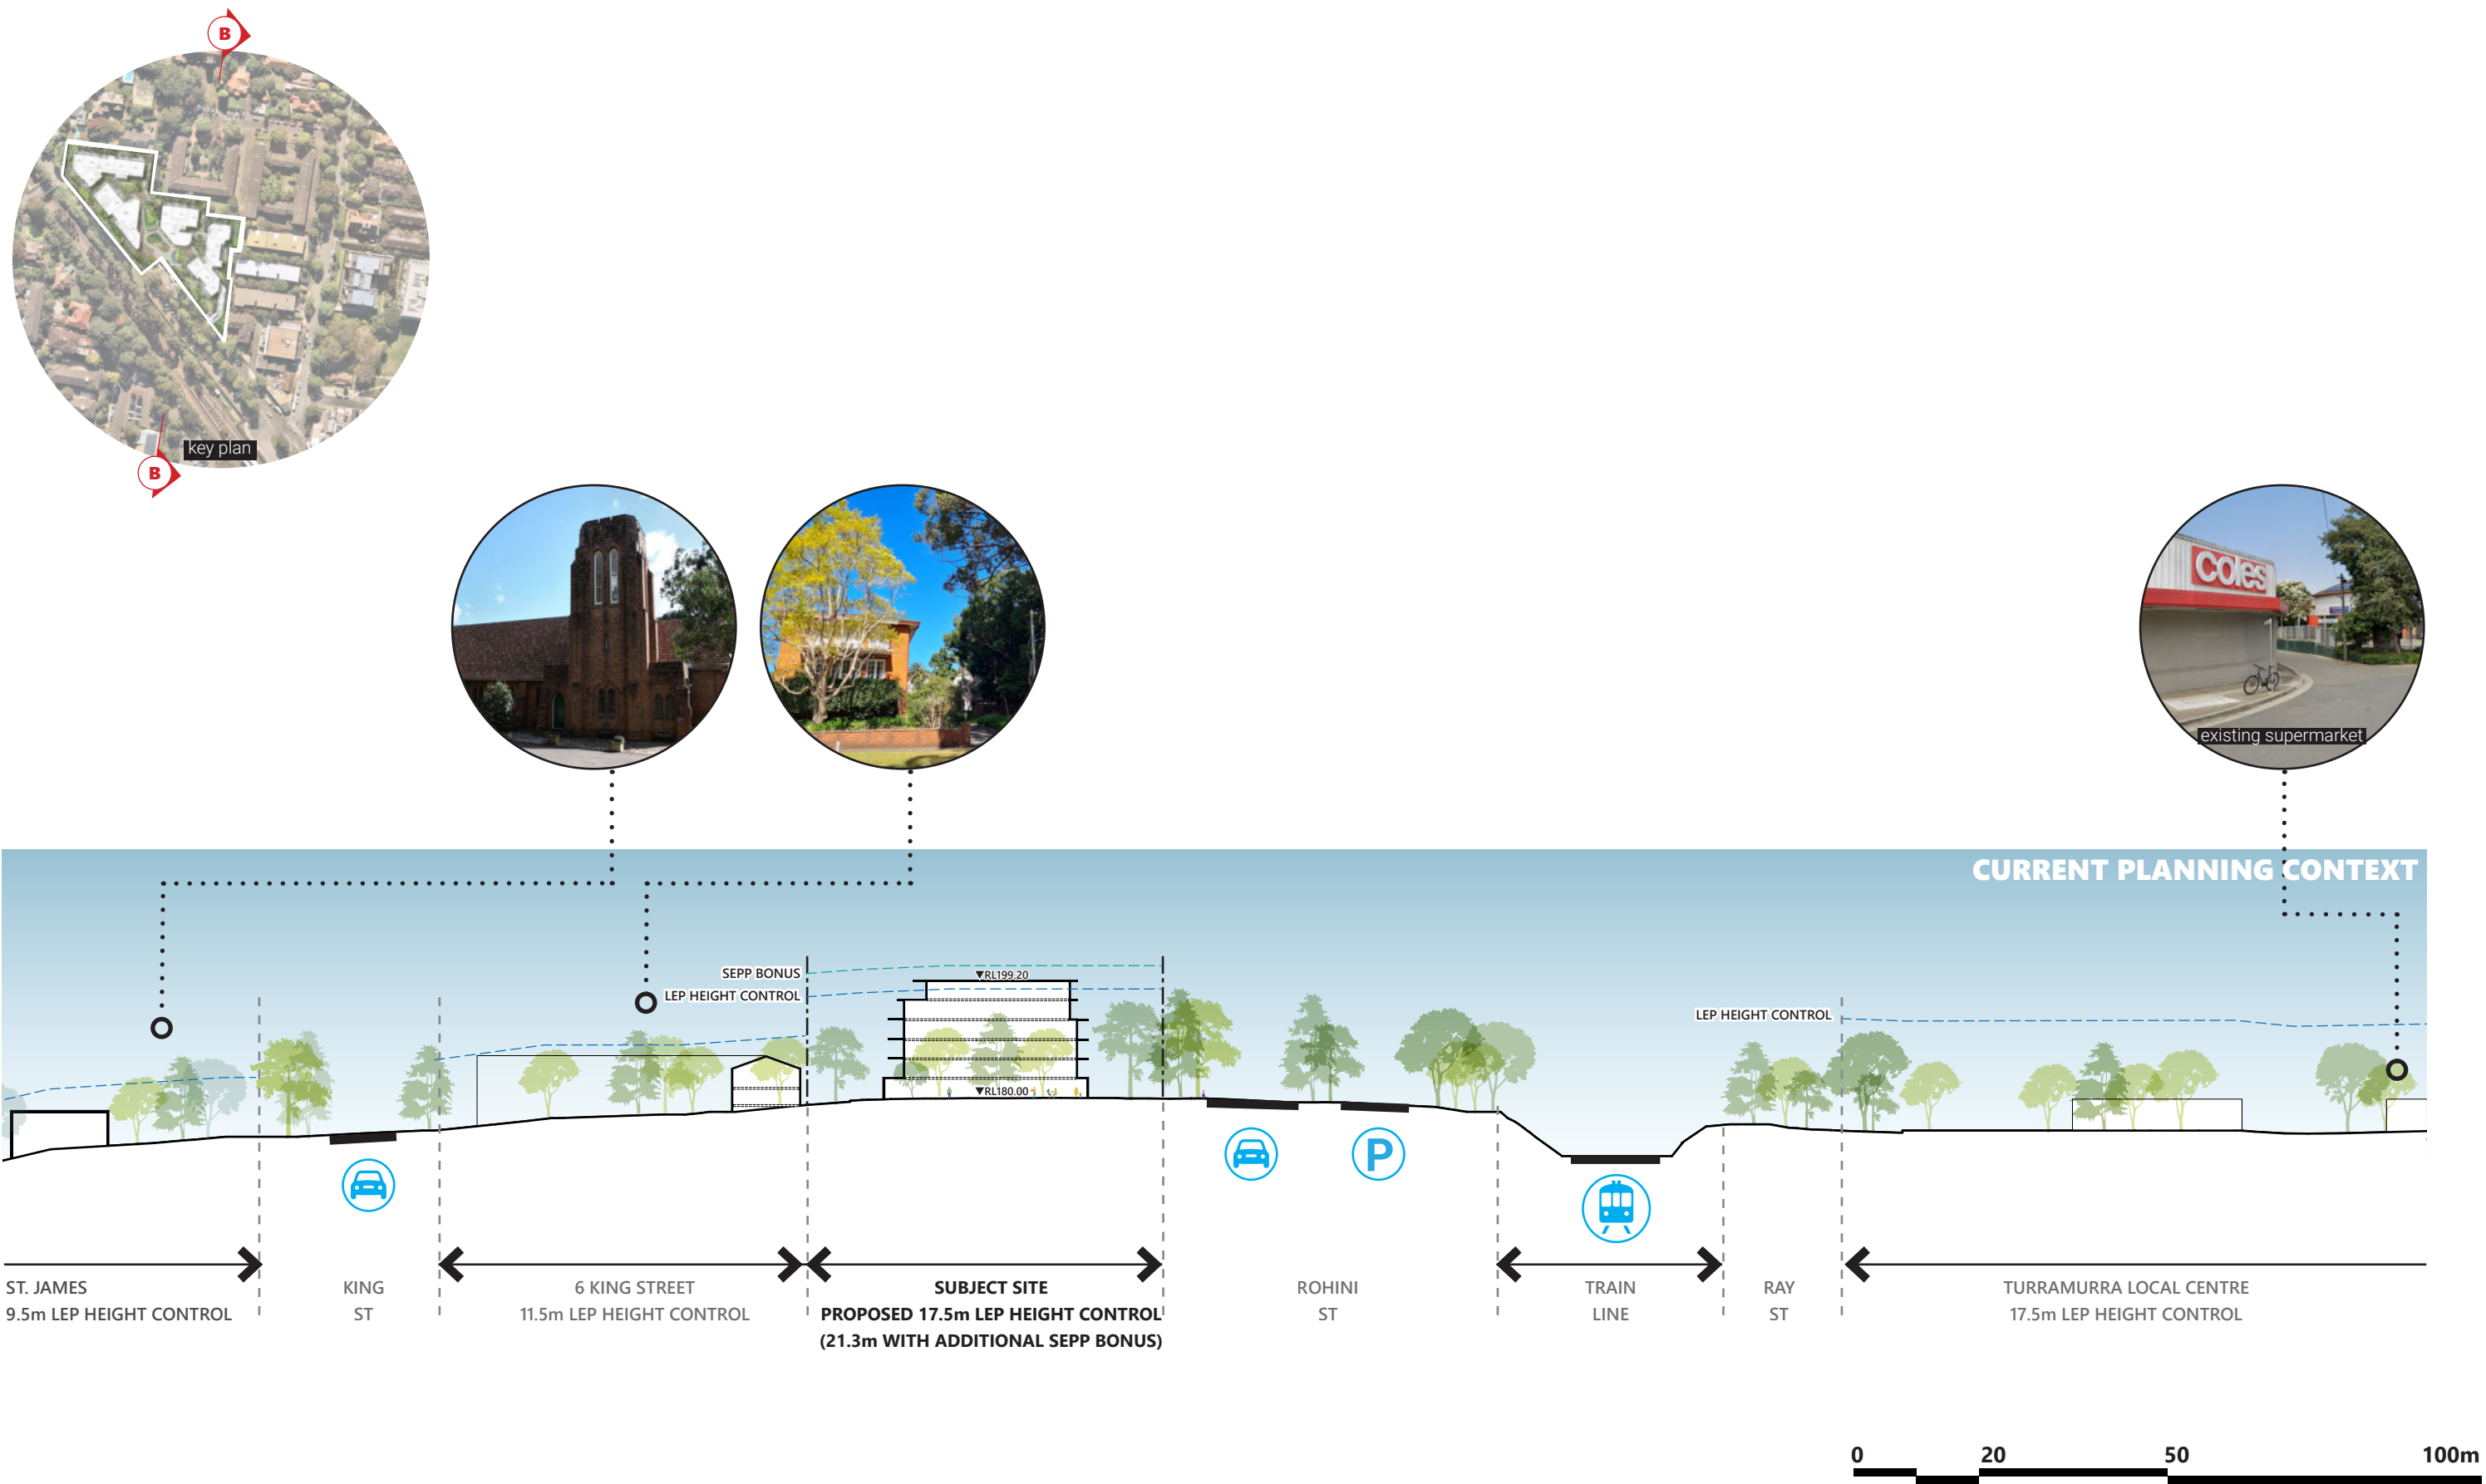 B
key plan
B
coles
existing supermarket
CURRENT PLANNING CONTEXT
SEPP BONUS
▼RL199.20
LEP HEIGHT CONTROL
LEP HEIGHT CONTROL
▼RL180.00
P
ST. JAMES
9.5m LEP HEIGHT CONTROL
KING
ST
6 KING STREET
11.5m LEP HEIGHT CONTROL
SUBJECT SITE
PROPOSED 17.5m LEP HEIGHT CONTROL
(21.3m WITH ADDITIONAL SEPP BONUS)
ROHINI
ST
TRAIN
LINE
RAY
ST
TURRAMURRA LOCAL CENTRE
17.5m LEP HEIGHT CONTROL
0 20 50 100m